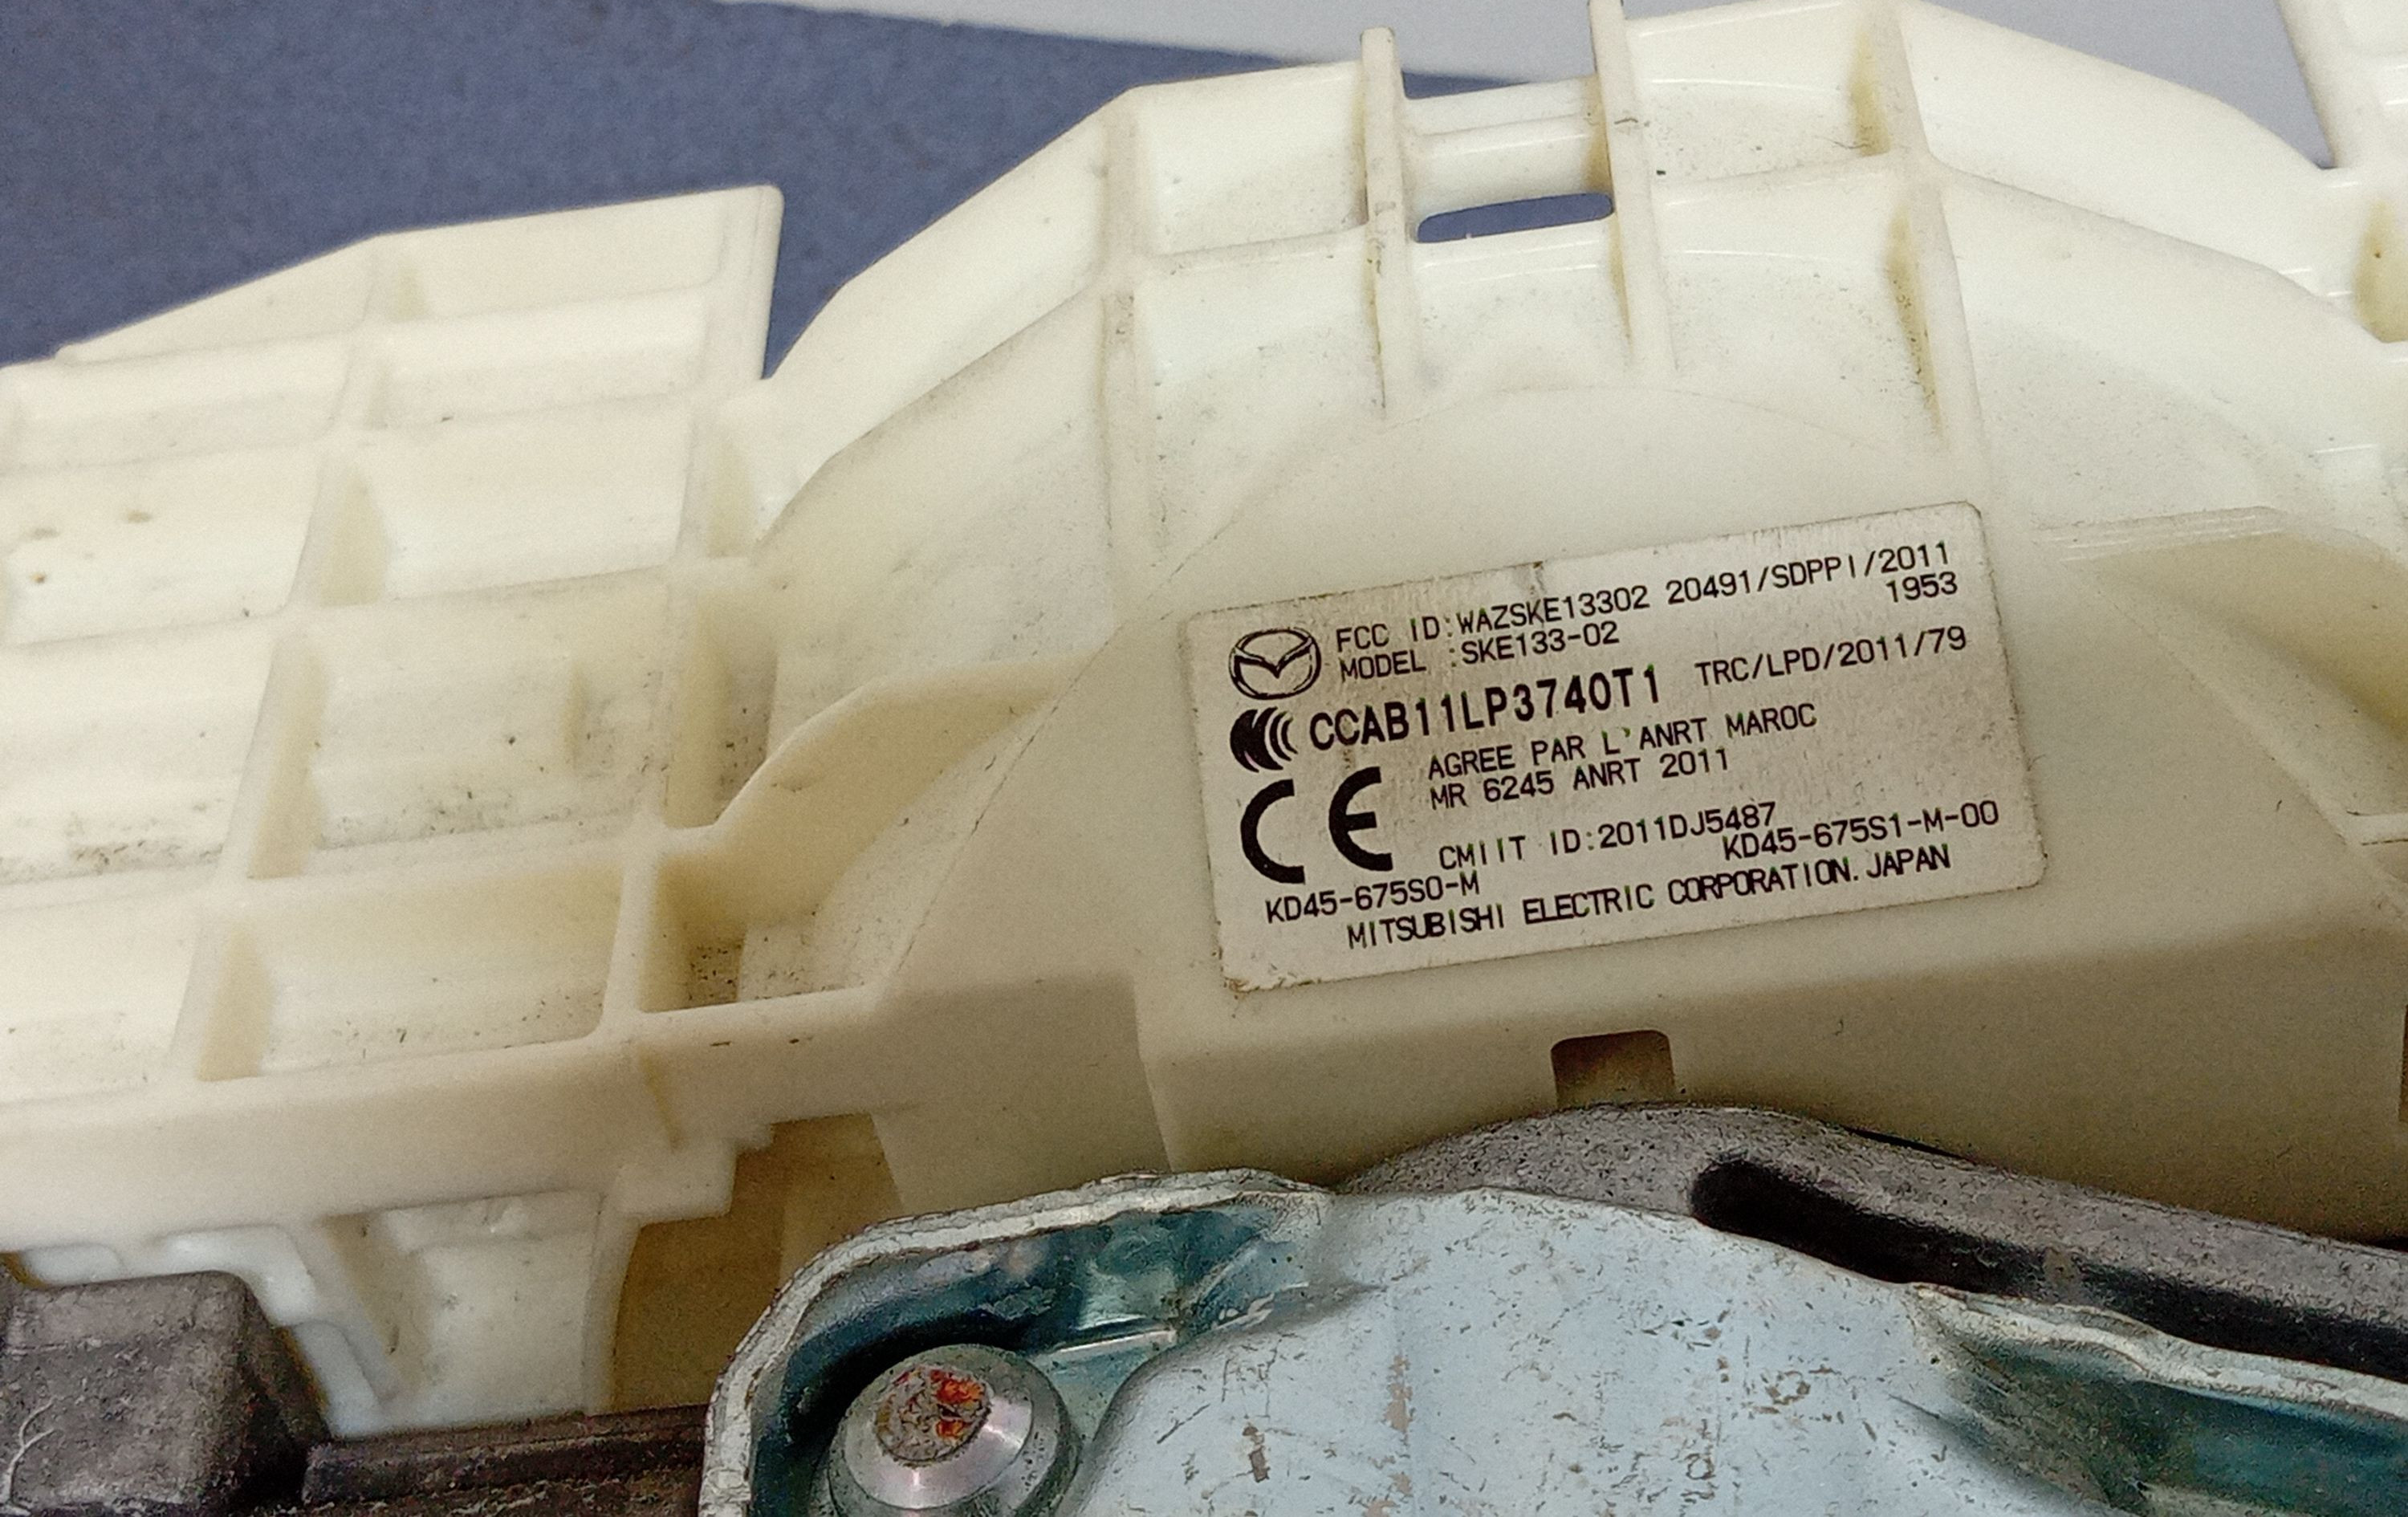 FCC ID:WAZSKE13302 20491/SDPPI/2011
1953
MODEL :SKE133-02
CCAB11LP3740T1 TRC/LPD/2011/79
AGREE PAR L'ANRT MAROC
MR 6245 ANRT 2011
CE
CMIIT ID:2011DJ5487
KD45-675S1-M-00
KD45-675S0-M
MITSUBISHI ELECTRIC CORPORATION.JAPAN